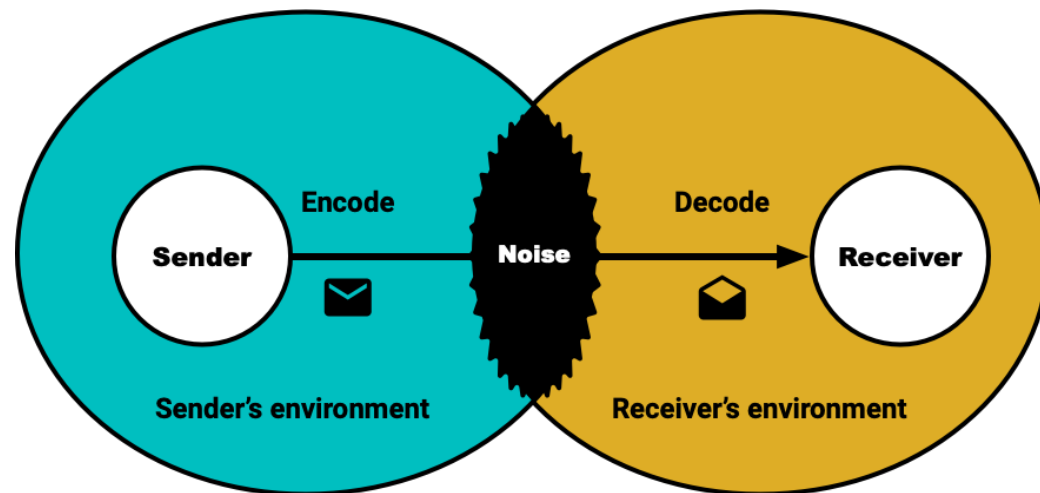 Encode
Decode
Sender
Noise
Receiver
Sender's environment
Receiver's environment